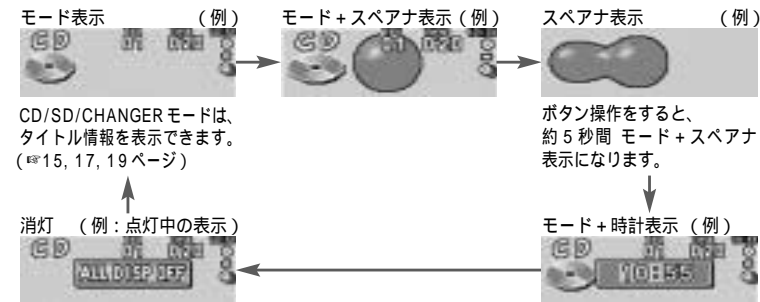 モード表示 (例)
モード+スペアナ表示(例)
スペアナ表示 (例)
CD
CD
CD/SD/CHANGERモードは、
タイトル情報を表示できます。
(☞15, 17, 19ページ)
ボタン操作をすると、
約5秒間 モード+スペアナ
表示になります。
消灯 (例:点灯中の表示)
モード+時計表示 (例)
CD
ALL DISP OFF
CD
10:55